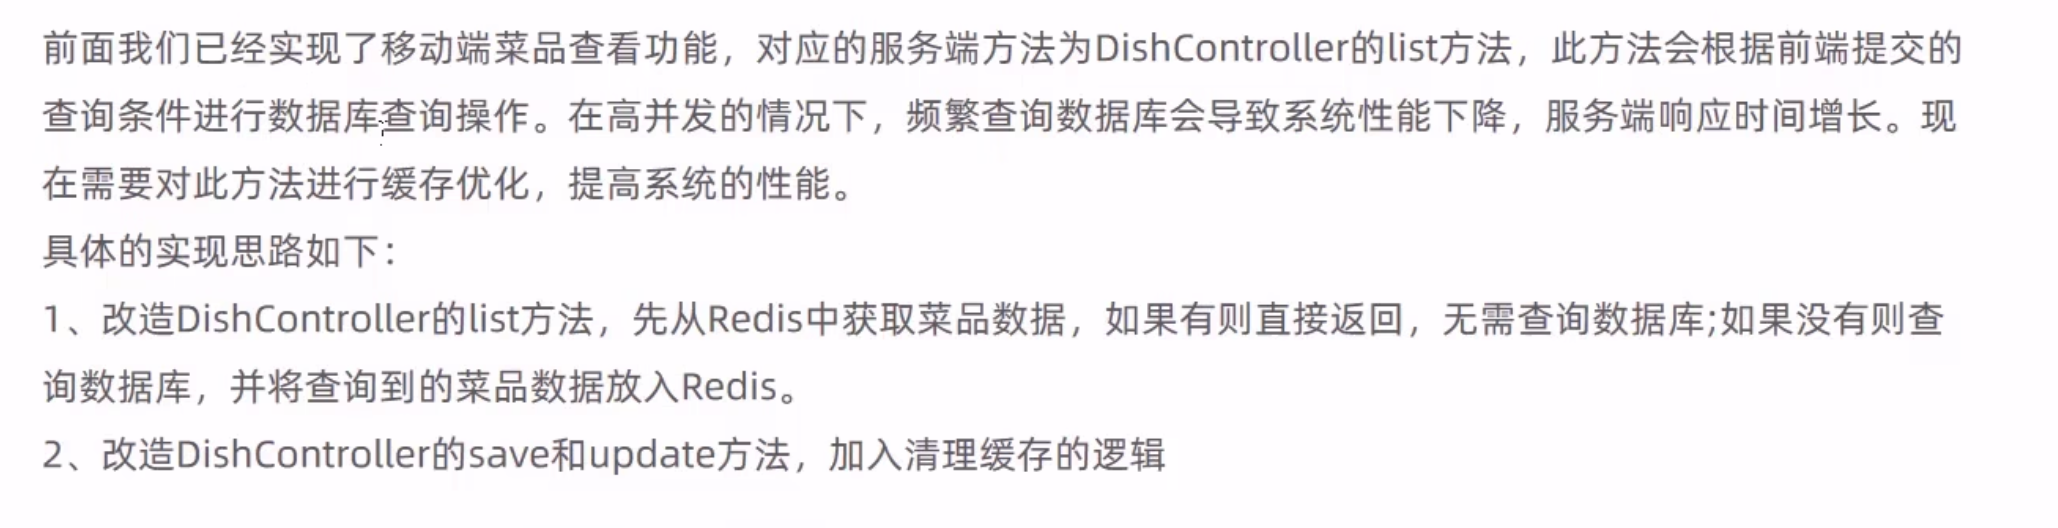 前面我们已经实现了移动端菜品查看功能，对应的服务端方法为DishController的list方法，此方法会根据前端提交的
查询条件进行数据库查询操作。在高并发的情况下，频繁查询数据库会导致系统性能下降，服务端响应时间增长。现
在需要对此方法进行缓存优化，提高系统的性能。
具体的实现思路如下：
1、改造DishController的list方法，先从Redis中获取菜品数据，如果有则直接返回，无需查询数据库;如果没有则查
询数据库，并将查询到的菜品数据放入Redis。
2、改造DishController的save和update方法，加入清理缓存的逻辑